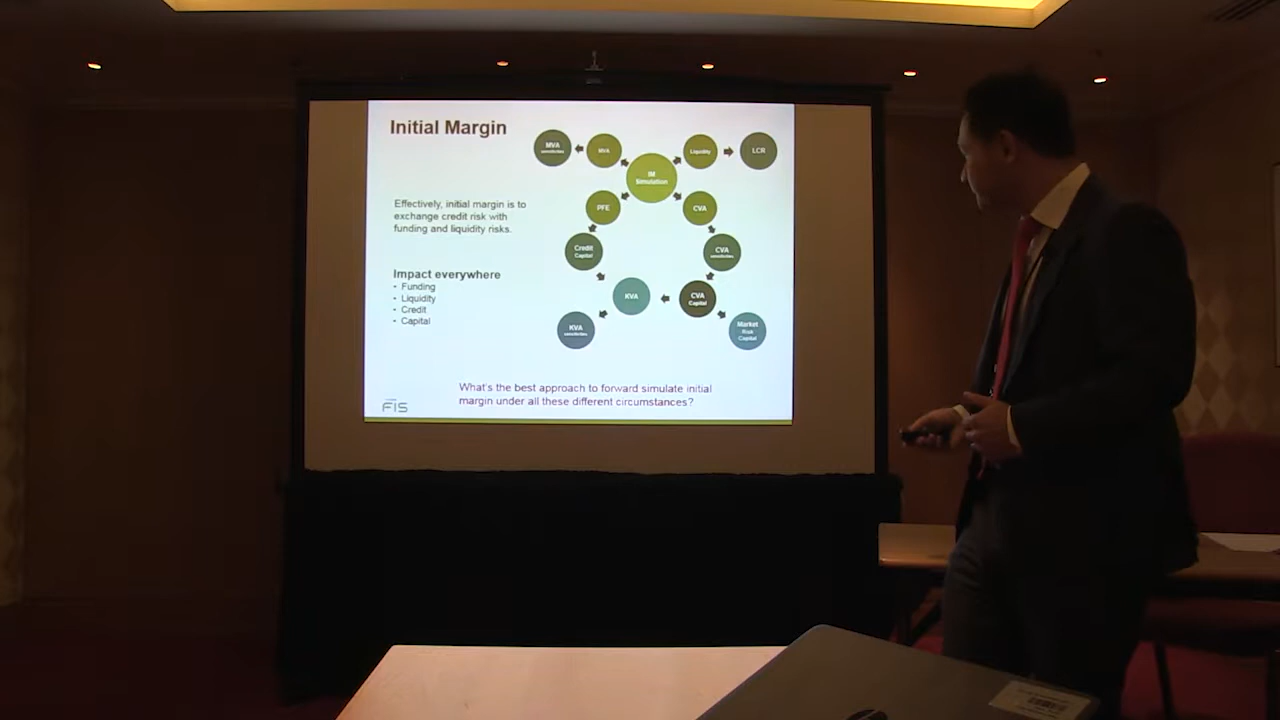 Initial Margin
MVA
sensitivities
MVA
Liquidity
LCR
IM
Simulation
PFE
CVA
Effectively, initial margin is to
exchange credit risk with
funding and liquidity risks.
Credit
Capital
CVA
sensitivities
Impact everywhere
• Funding
• Liquidity
• Credit
• Capital
KVA
CVA
Capital
KVA
sensitivities
Market
Risk
Capital
What's the best approach to forward simulate initial
margin under all these different circumstances?
FIS